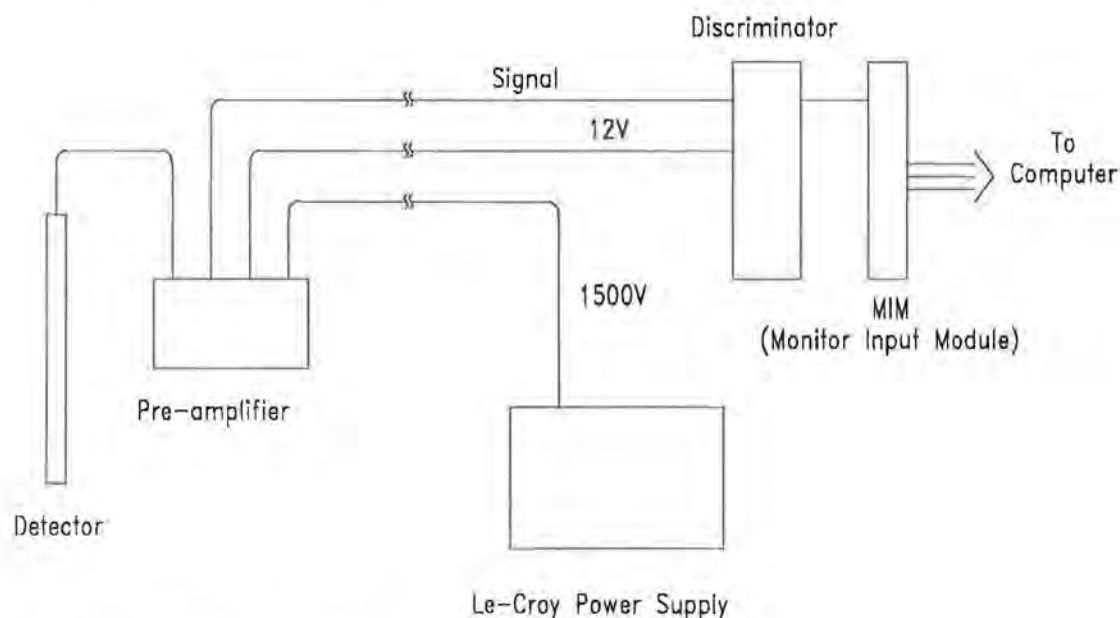 Discriminator
Signal
12V
To
Computer
1500V
MIM
(Monitor Input Module)
Pre-amplifier
Detector
Le-Croy Power Supply